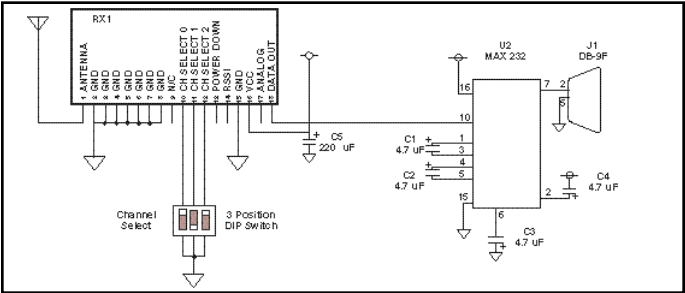 RX1
1 ANTENNA
2 GND
3 GND
4 GND
5 GND
6 GND
7 GND
8 GND
9 N/C
10 CH SELECT 0
11 CH SELECT 1
12 CH SELECT 2
13 POWER DOWN
14 RSSI
15 GND
16 VCC
17 ANALOG
18 DATA OUT
+
C5
220 uF
Channel
Select
3 Position
DIP Switch
U2
MAX 232
J1
DB-9F
16
10
1
3
4
5
15
6
7
2
2
5
C1
4.7 uF
+
C2
4.7 uF
+
C3
4.7 uF
+
C4
4.7 uF
+